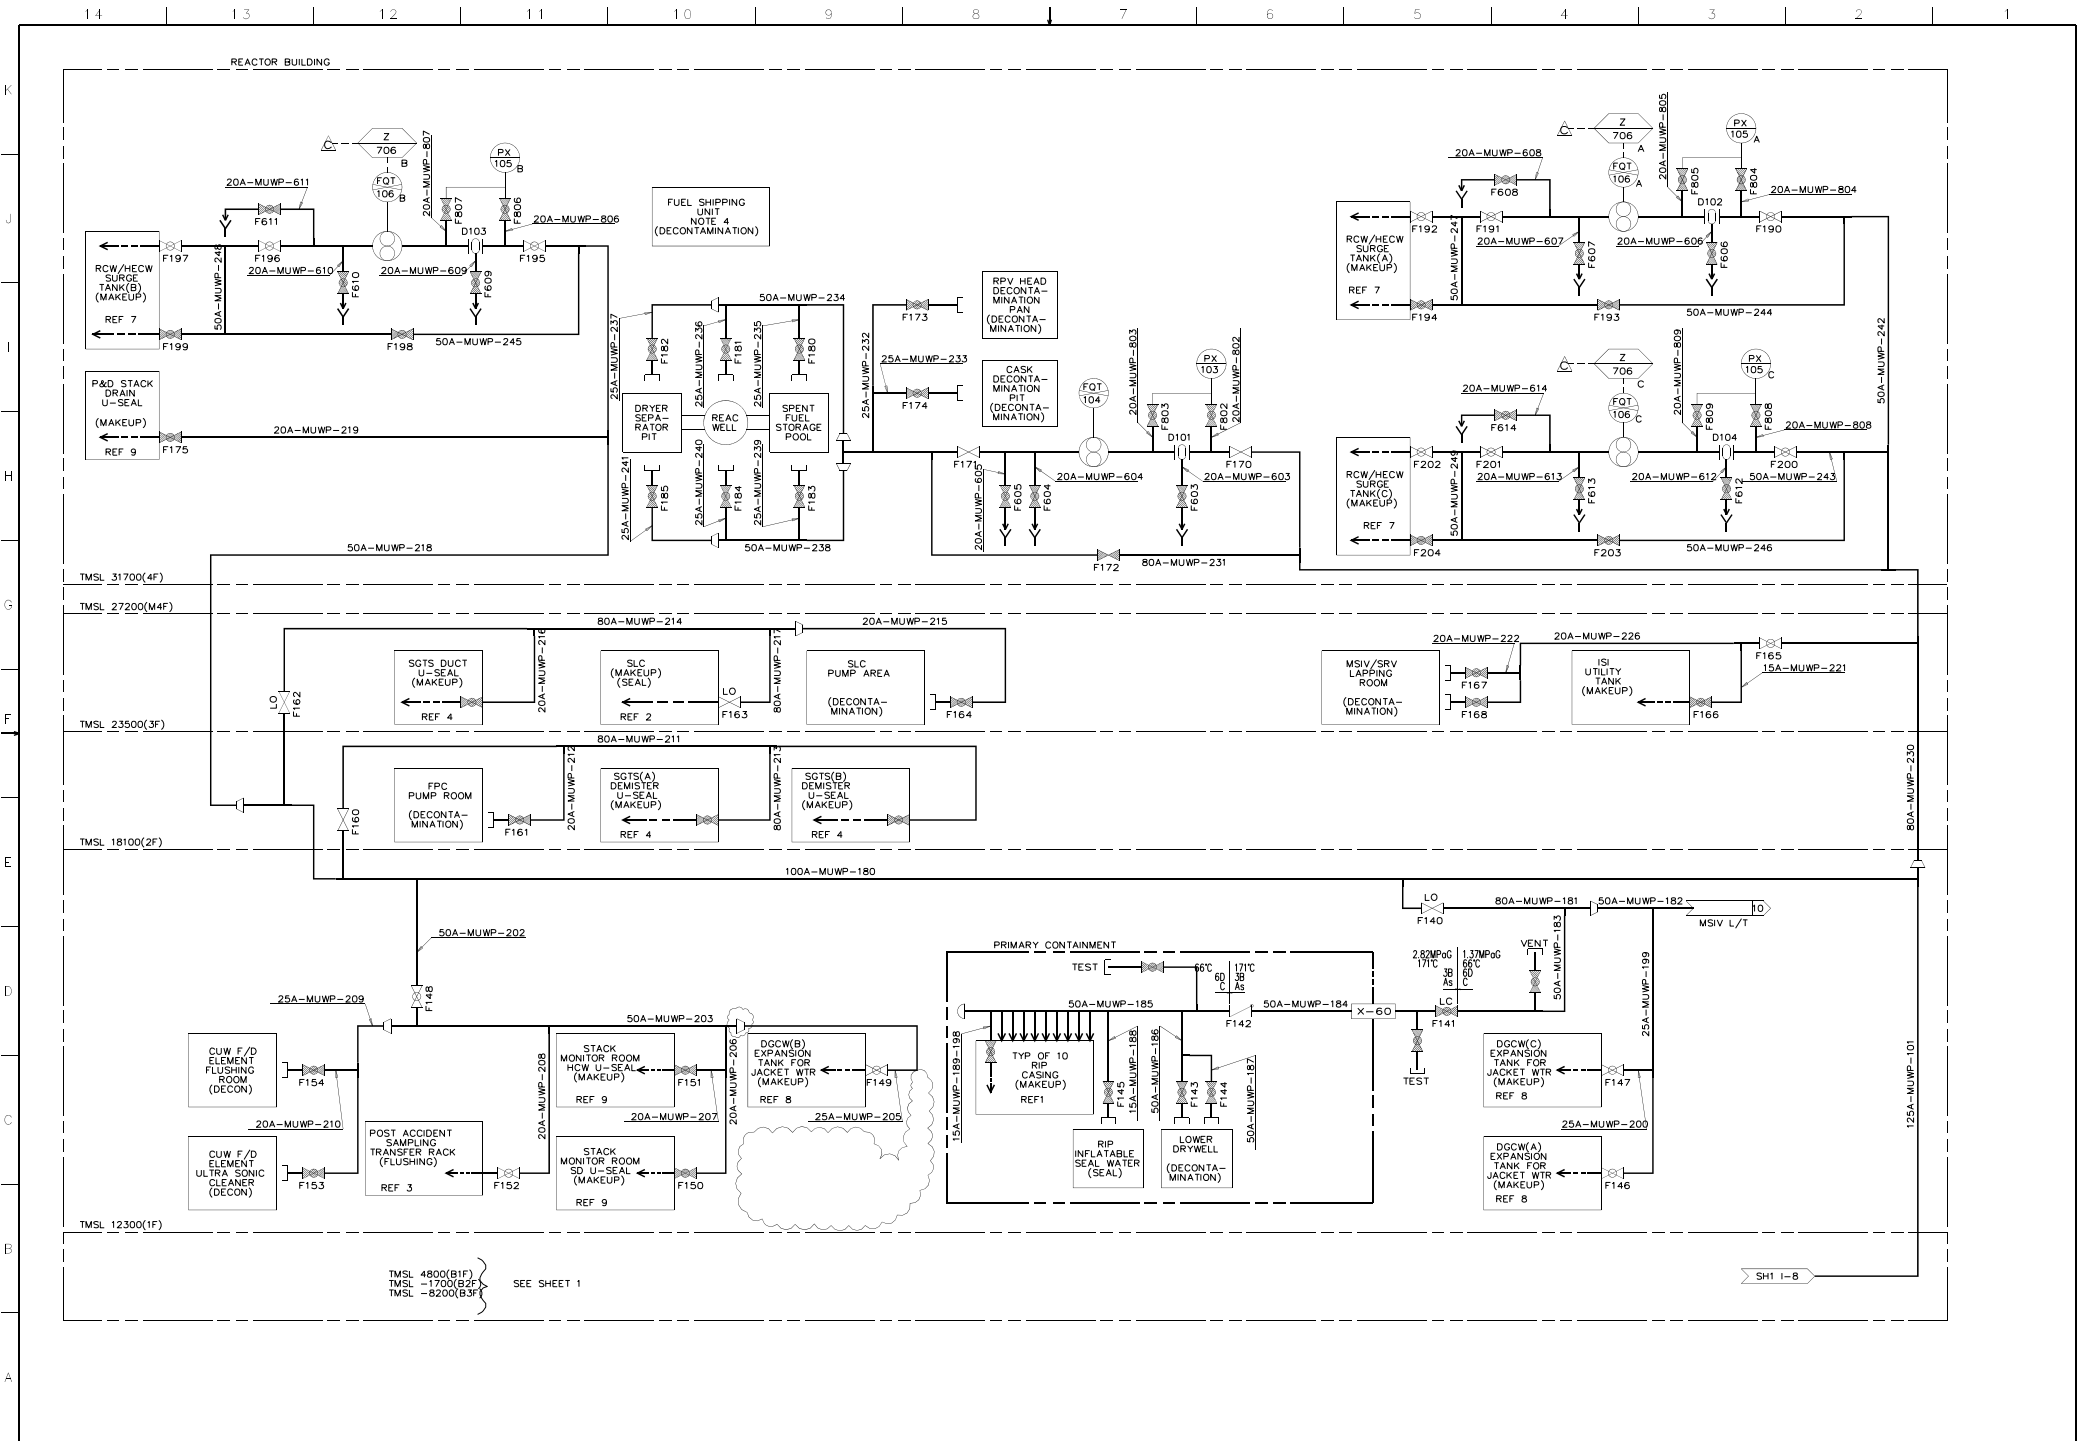 14 13 12 11 10 9 8 7 6 5 4 3 2 1
K
J
I
H
G
F
E
D
C
B
A
REACTOR BUILDING
C
Z
706
B
FQT
106
B
20A-MUWP-807
PX
105
B
20A-MUWP-611
F611
F807
F806
20A-MUWP-806
D103
F197
50A-MUWP-248
F196
20A-MUWP-610
F610
20A-MUWP-609
F609
F195
RCW/HECW
SURGE
TANK(B)
(MAKEUP)
REF 7
F199
F198
50A-MUWP-245
P&D STACK
DRAIN
U-SEAL
(MAKEUP)
REF 9
F175
20A-MUWP-219
50A-MUWP-218
FUEL SHIPPING
UNIT
NOTE 4
(DECONTAMINATION)
50A-MUWP-234
25A-MUWP-237
F182
25A-MUWP-236
F181
25A-MUWP-235
F180
DRYER
SEPA-
RATOR
PIT
REAC
WELL
SPENT
FUEL
STORAGE
POOL
25A-MUWP-241
F185
25A-MUWP-240
F184
25A-MUWP-239
F183
50A-MUWP-238
25A-MUWP-232
F173
25A-MUWP-233
F174
RPV HEAD
DECONTA-
MINATION
PAN
(DECONTA-
MINATION)
CASK
DECONTA-
MINATION
PIT
(DECONTA-
MINATION)
FQT
104
20A-MUWP-803
PX
103
20A-MUWP-802
F803
F802
D101
F171
F170
20A-MUWP-605
F605
F604
20A-MUWP-604
20A-MUWP-603
F603
F172
80A-MUWP-231
C
Z
706
A
FQT
106
A
20A-MUWP-805
PX
105
A
20A-MUWP-608
F608
F805
F804
20A-MUWP-804
D102
F192
50A-MUWP-247
F191
20A-MUWP-607
F607
20A-MUWP-606
F606
F190
RCW/HECW
SURGE
TANK(A)
(MAKEUP)
REF 7
F194
F193
50A-MUWP-244
50A-MUWP-242
C
Z
706
C
FQT
106
C
20A-MUWP-809
PX
105
C
20A-MUWP-614
F614
F809
F808
20A-MUWP-808
D104
F202
50A-MUWP-249
F201
20A-MUWP-613
F613
20A-MUWP-612
F612
F200
50A-MUWP-243
RCW/HECW
SURGE
TANK(C)
(MAKEUP)
REF 7
F204
F203
50A-MUWP-246
TMSL 31700(4F)
TMSL 27200(M4F)
80A-MUWP-214
20A-MUWP-215
LO
F162
SGTS DUCT
U-SEAL
(MAKEUP)
REF 4
20A-MUWP-216
SLC
(MAKEUP)
(SEAL)
REF 2
LO
F163
80A-MUWP-217
SLC
PUMP AREA
(DECONTA-
MINATION)
F164
MSIV/SRV
LAPPING
ROOM
(DECONTA-
MINATION)
20A-MUWP-222
F167
F168
20A-MUWP-226
ISI
UTILITY
TANK
(MAKEUP)
F166
F165
15A-MUWP-221
TMSL 23500(3F)
80A-MUWP-211
F160
FPC
PUMP ROOM
(DECONTA-
MINATION)
F161
20A-MUWP-212
SGTS(A)
DEMISTER
U-SEAL
(MAKEUP)
REF 4
80A-MUWP-213
SGTS(B)
DEMISTER
U-SEAL
(MAKEUP)
REF 4
80A-MUWP-230
TMSL 18100(2F)
100A-MUWP-180
LO
F140
80A-MUWP-181
50A-MUWP-182
10
MSIV L/T
50A-MUWP-202
F148
25A-MUWP-209
50A-MUWP-203
CUW F/D
ELEMENT
FLUSHING
ROOM
(DECON)
F154
20A-MUWP-210
CUW F/D
ELEMENT
ULTRA SONIC
CLEANER
(DECON)
F153
POST ACCIDENT
SAMPLING
TRANSFER RACK
(FLUSHING)
REF 3
F152
20A-MUWP-208
STACK
MONITOR ROOM
HCW U-SEAL
(MAKEUP)
REF 9
F151
20A-MUWP-207
20A-MUWP-206
STACK
MONITOR ROOM
SD U-SEAL
(MAKEUP)
REF 9
F150
DGCW(B)
EXPANSION
TANK FOR
JACKET WTR
(MAKEUP)
REF 8
F149
25A-MUWP-205
PRIMARY CONTAINMENT
TEST
66℃ 171℃
6D 3B
C As
50A-MUWP-185
F142
50A-MUWP-184
X-60
15A-MUWP-189-198
TYP OF 10
RIP
CASING
(MAKEUP)
REF1
F145
15A-MUWP-188
50A-MUWP-186
F143
F144
50A-MUWP-187
RIP
INFLATABLE
SEAL WATER
(SEAL)
LOWER
DRYWELL
(DECONTA-
MINATION)
2.82MPaG 1.37MPaG
171℃ 66℃
3B 6D
As C
LC
F141
TEST
VENT
50A-MUWP-183
25A-MUWP-199
DGCW(C)
EXPANSION
TANK FOR
JACKET WTR
(MAKEUP)
REF 8
F147
25A-MUWP-200
DGCW(A)
EXPANSION
TANK FOR
JACKET WTR
(MAKEUP)
REF 8
F146
125A-MUWP-101
TMSL 12300(1F)
TMSL 4800(B1F)
TMSL -1700(B2F)
TMSL -8200(B3F)
SEE SHEET 1
SH1 I-8